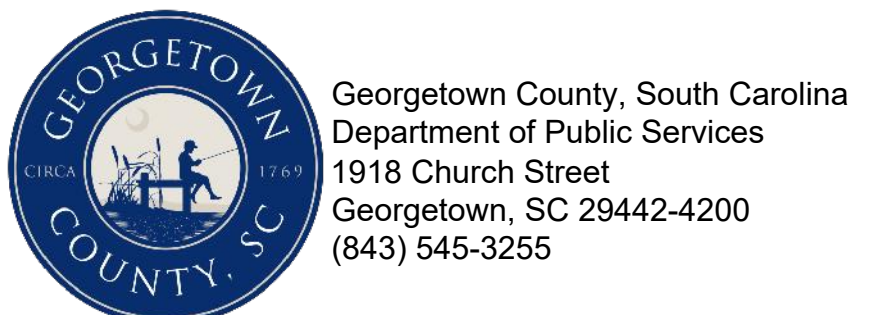 GEORGETOWN
CIRCA 1769
COUNTY, SC
Georgetown County, South Carolina
Department of Public Services
1918 Church Street
Georgetown, SC 29442-4200
(843) 545-3255